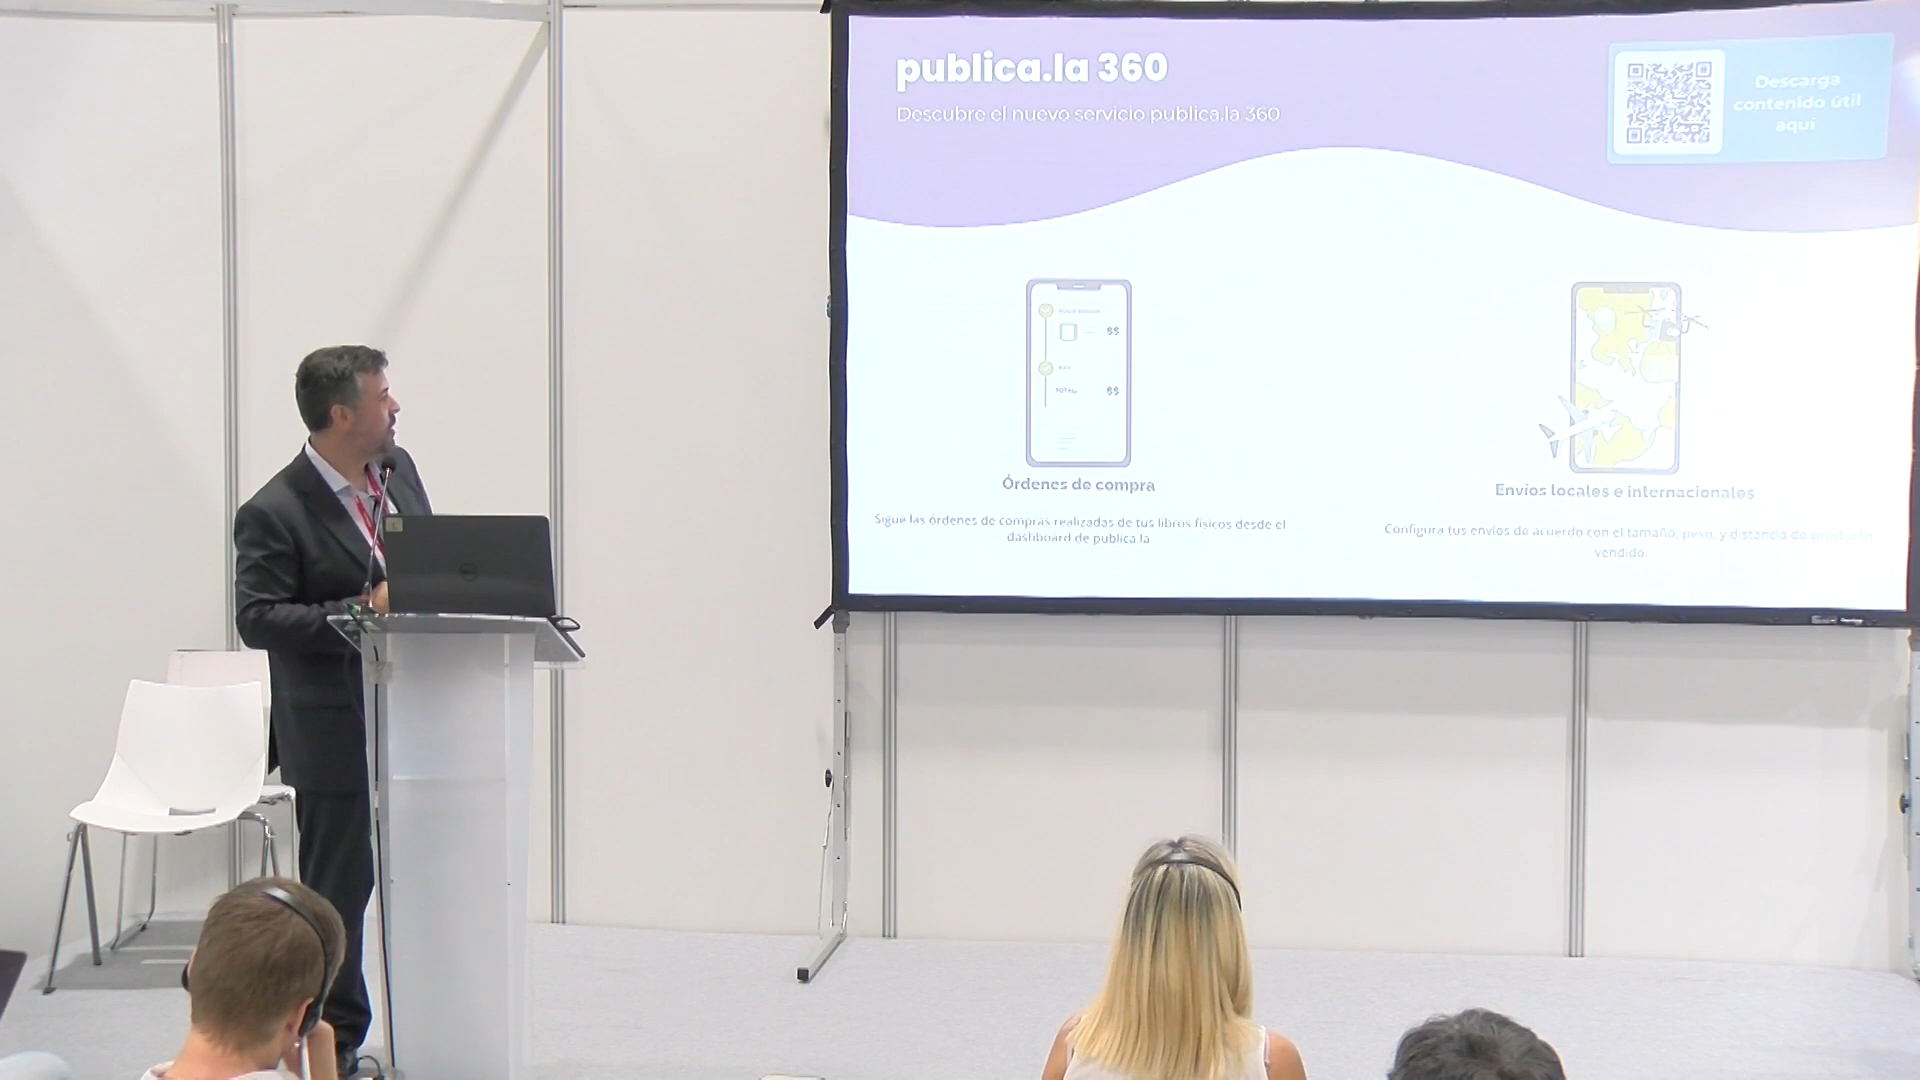 publica.la 360
Descubre el nuevo servicio publica.la 360
Descarga
contenido útil
aquí
$$
TOTAL: $$
Órdenes de compra
Sigue las órdenes de compras realizadas de tus libros físicos desde el
dashboard de publica.la
Envíos locales e internacionales
Configura tus envíos de acuerdo con el tamaño, peso, y distancia de producto
vendido.
DELL